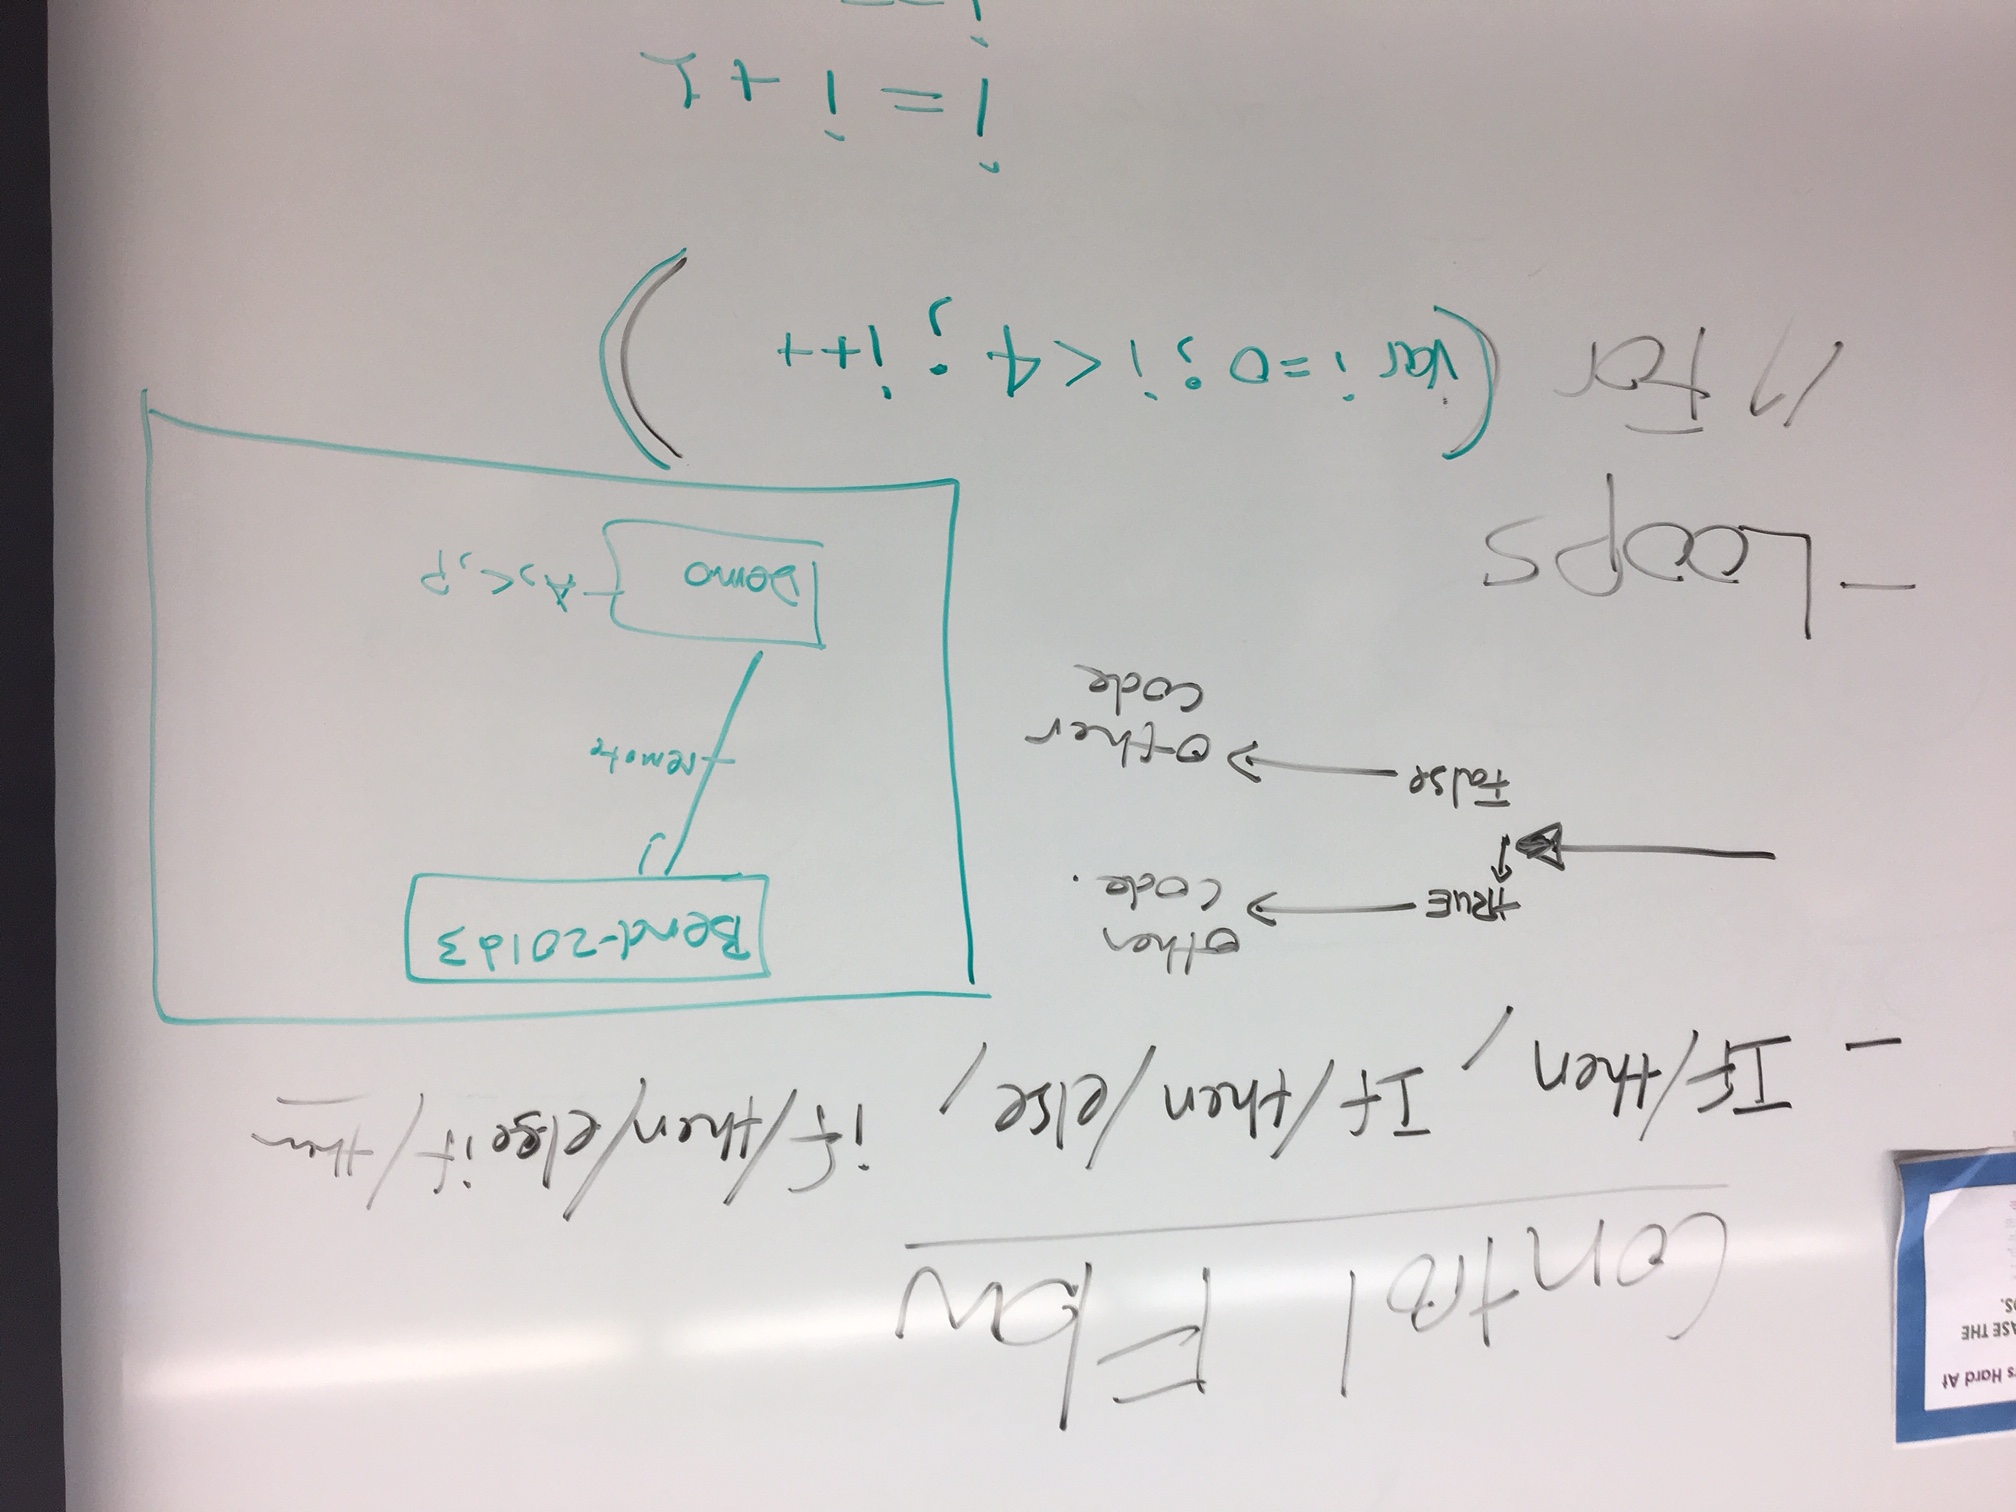 s Hard At
ASE THE
S.
Control Flow
- If/then, If/then/else, if/then/elseif/then
other
TRUE → code.
False → other
code
Bend-201d3
remote
Demo - A,C,P
- Loops
For (var i=0; i<4; i++ )
i = i + 1